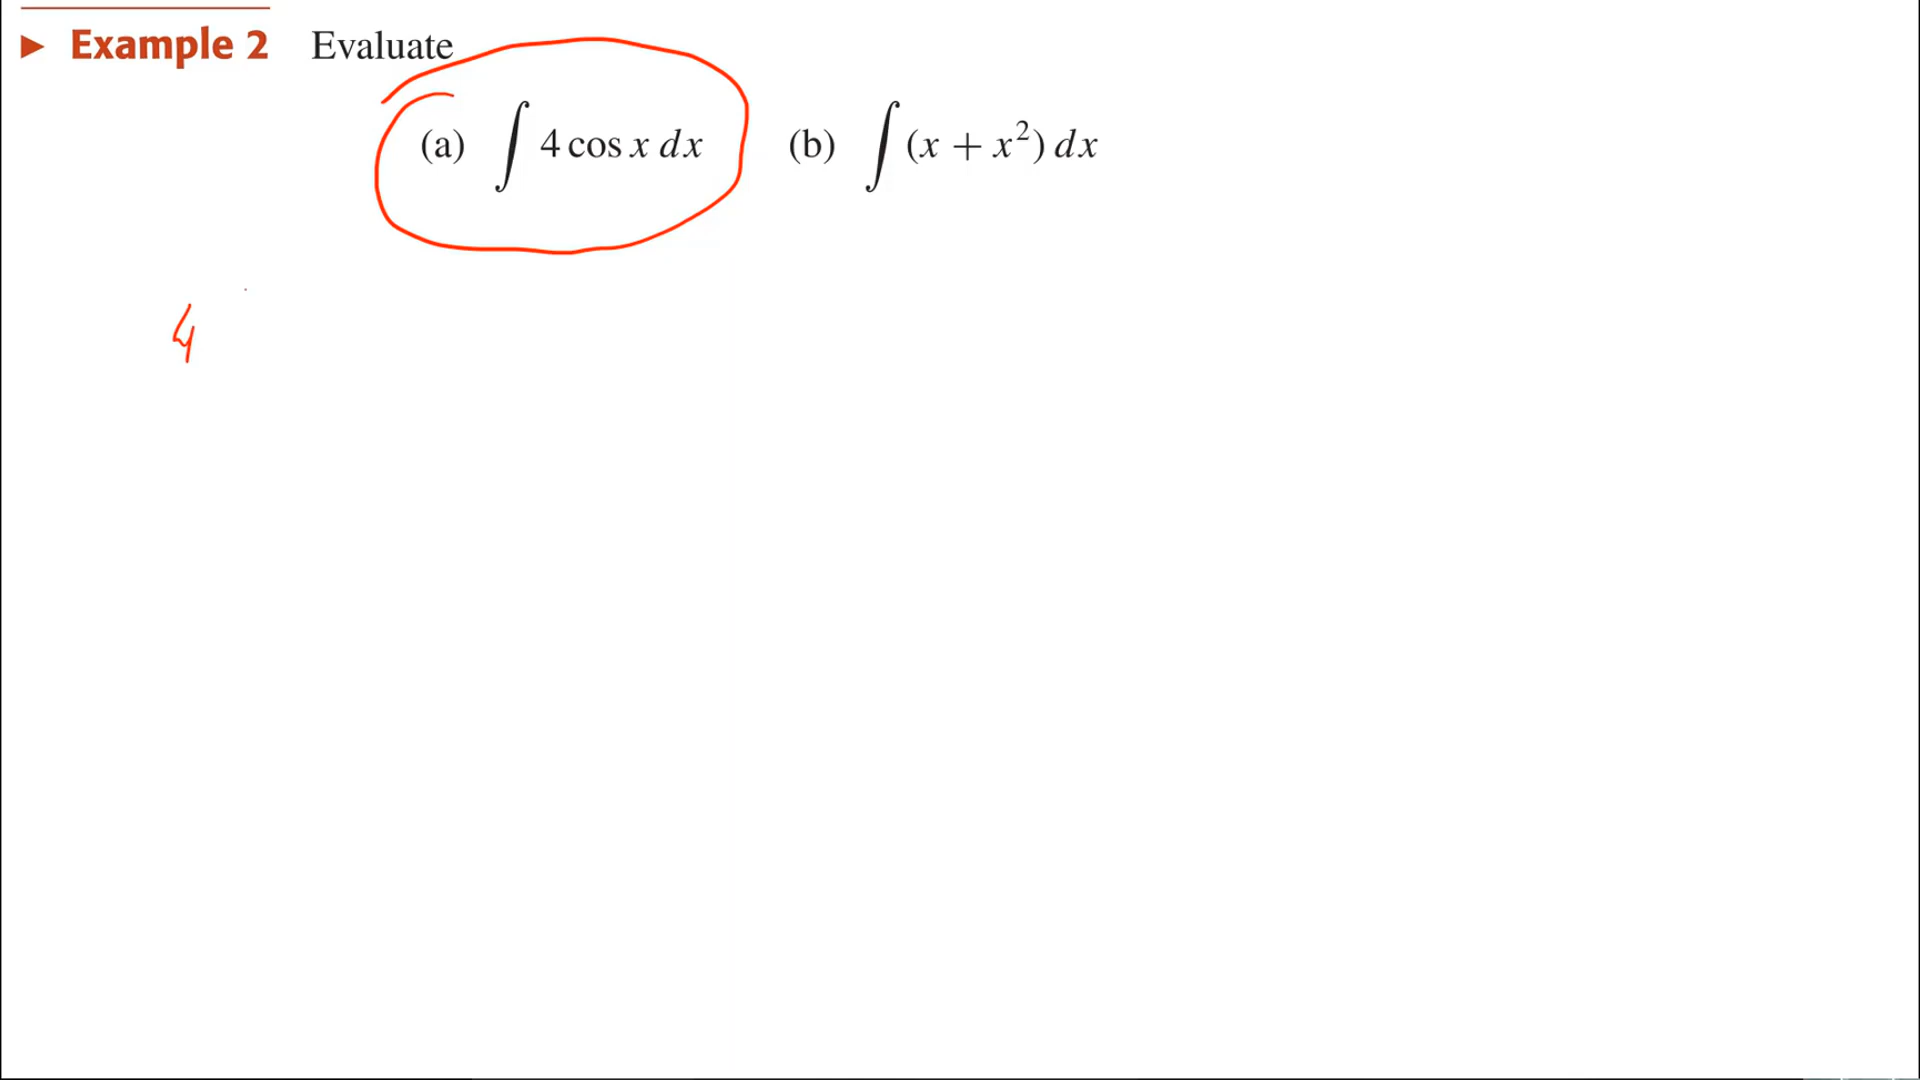 ▶ Example 2 Evaluate
(a) ∫ 4 cos x dx (b) ∫ (x + x²) dx
4